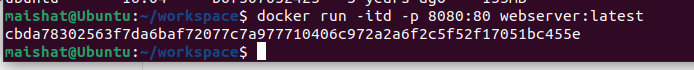 maishat@Ubuntu:~/workspace$ docker run -itd -p 8080:80 webserver:latest
cbda78302563f7da6baf72077c7a977710406c972a2a6f2c5f52f17051bc455e
maishat@Ubuntu:~/workspace$